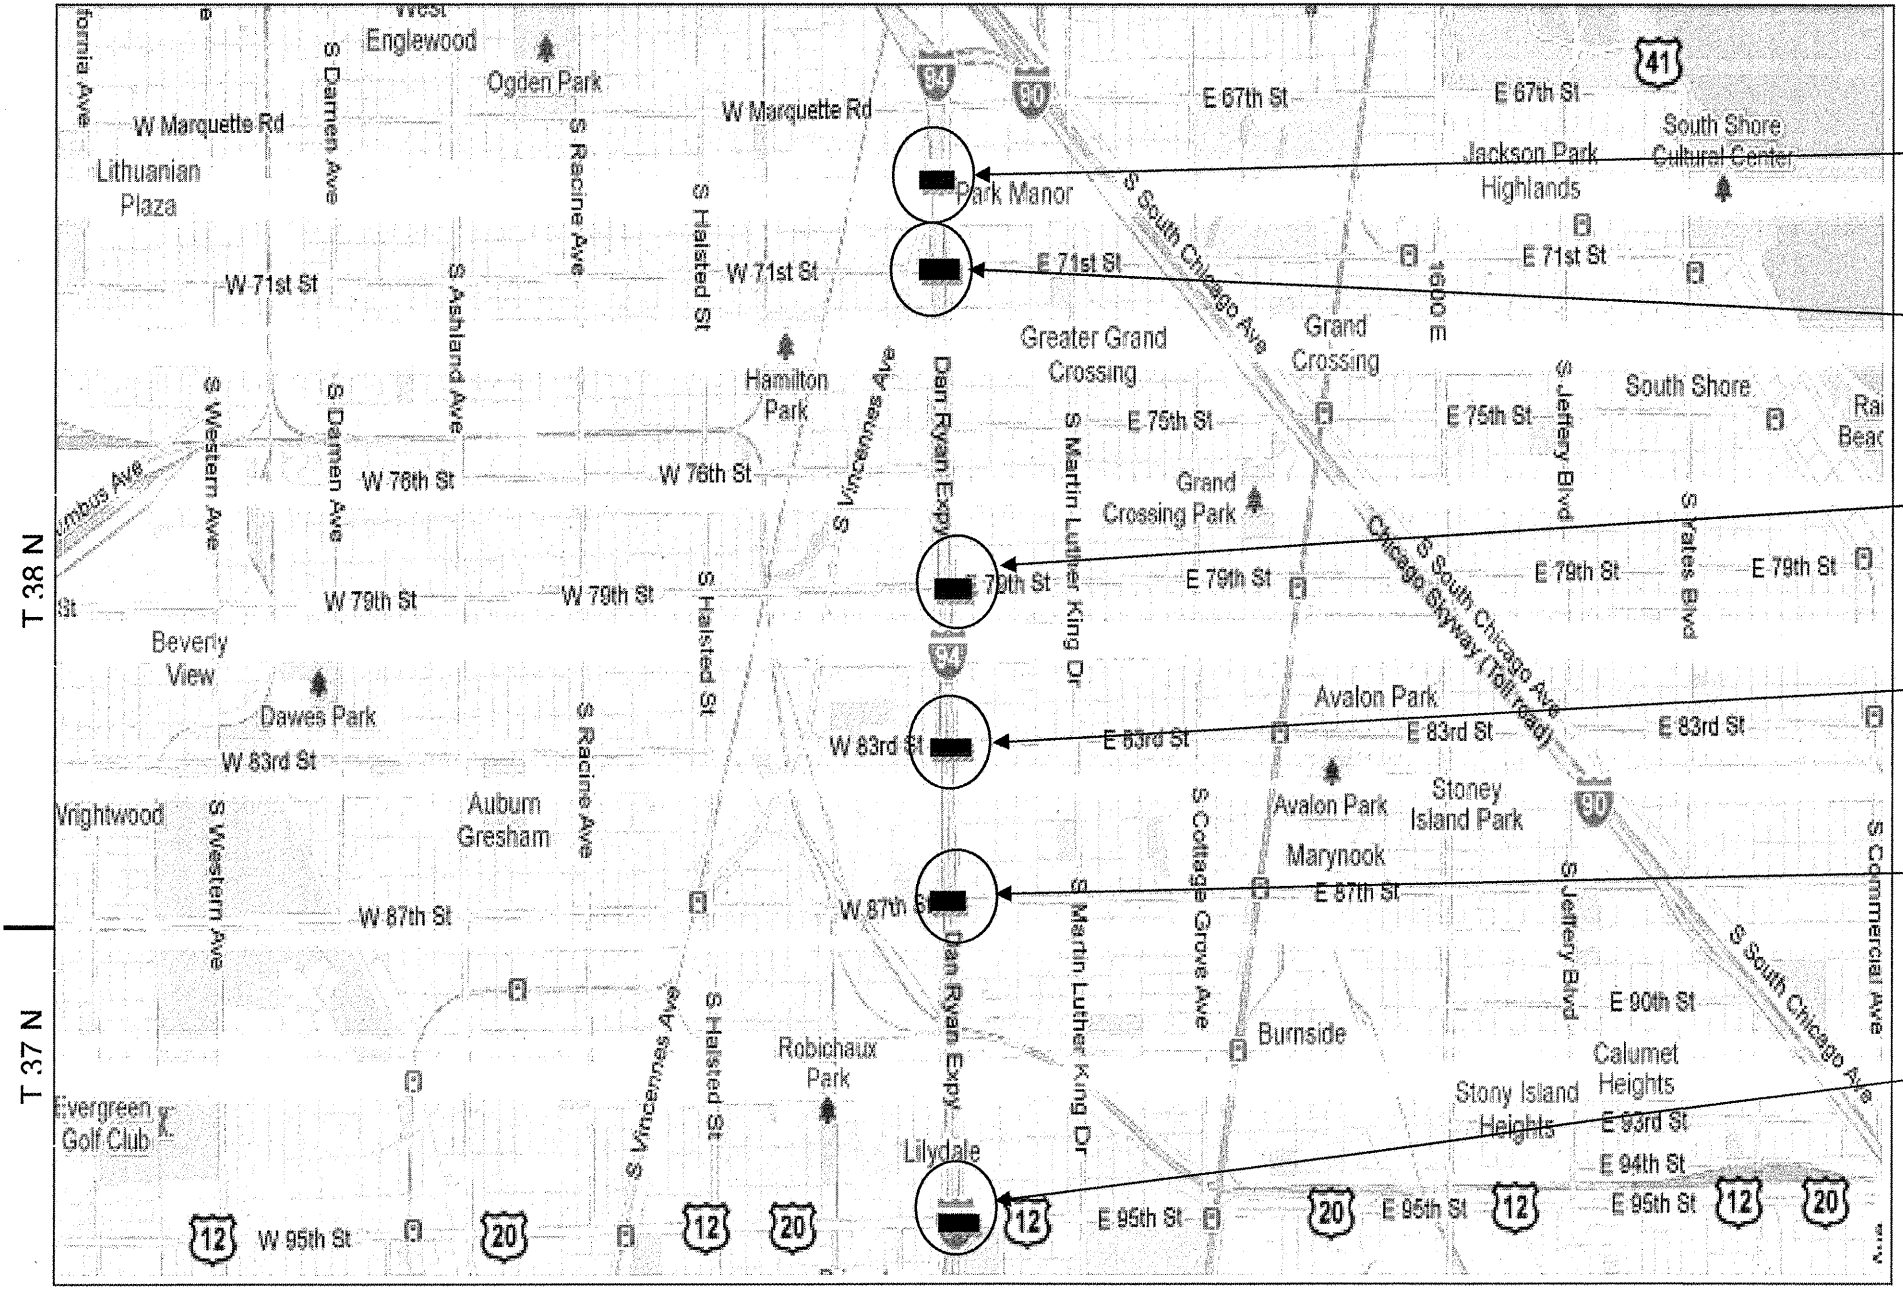 West
Englewood
S Damen Ave
Ogden Park
94
90
41
E 67th St
E 67th St
W Marquette Rd
W Marquette Rd
S Racine Ave
South Shore
Cultural Center
Jackson Park
Highlands
Lithuanian
Plaza
Park Manor
S Halsted St
S South Chicago Ave
W 71st St
W 71st St
E 71st St
E 71st St
S Ashland Ave
1600 E
Greater Grand
Crossing
Grand
Crossing
Hamilton
Park
S Vincennes Ave
Dan Ryan Expy
S Western Ave
S Damen Ave
E 75th St
E 75th St
S Jeffery Blvd
South Shore
S Martin Luther King Dr
W 76th St
W 76th St
Grand
Crossing Park
S Yates Blvd
T 38 N
St
W 79th St
W 79th St
E 79th St
E 79th St
E 79th St
E 79th St
S South Chicago Ave
Chicago Skyway (Toll road)
S Halsted St
Beverly
View
94
Dawes Park
Avalon Park
S Racine Ave
W 83rd St
W 83rd St
E 83rd St
E 83rd St
E 83rd St
Auburn
Gresham
Avalon Park
Stoney
Island Park
90
S Western Ave
S Cottage Grove Ave
Marynook
S Commercial Ave
W 87th St
W 87th St
E 87th St
S Martin Luther King Dr
S Jeffery Blvd
Dan Ryan Expy
S South Chicago Ave
S Vincennes Ave
S Halsted St
E 90th St
T 37 N
Robichaux
Park
Burnside
Calumet
Heights
Stony Island
Heights
Evergreen
Golf Club
E 93rd St
Lilydale
E 94th St
12
W 95th St
20
12
20
12
E 95th St
20
E 95th St
12
E 95th St
12
20